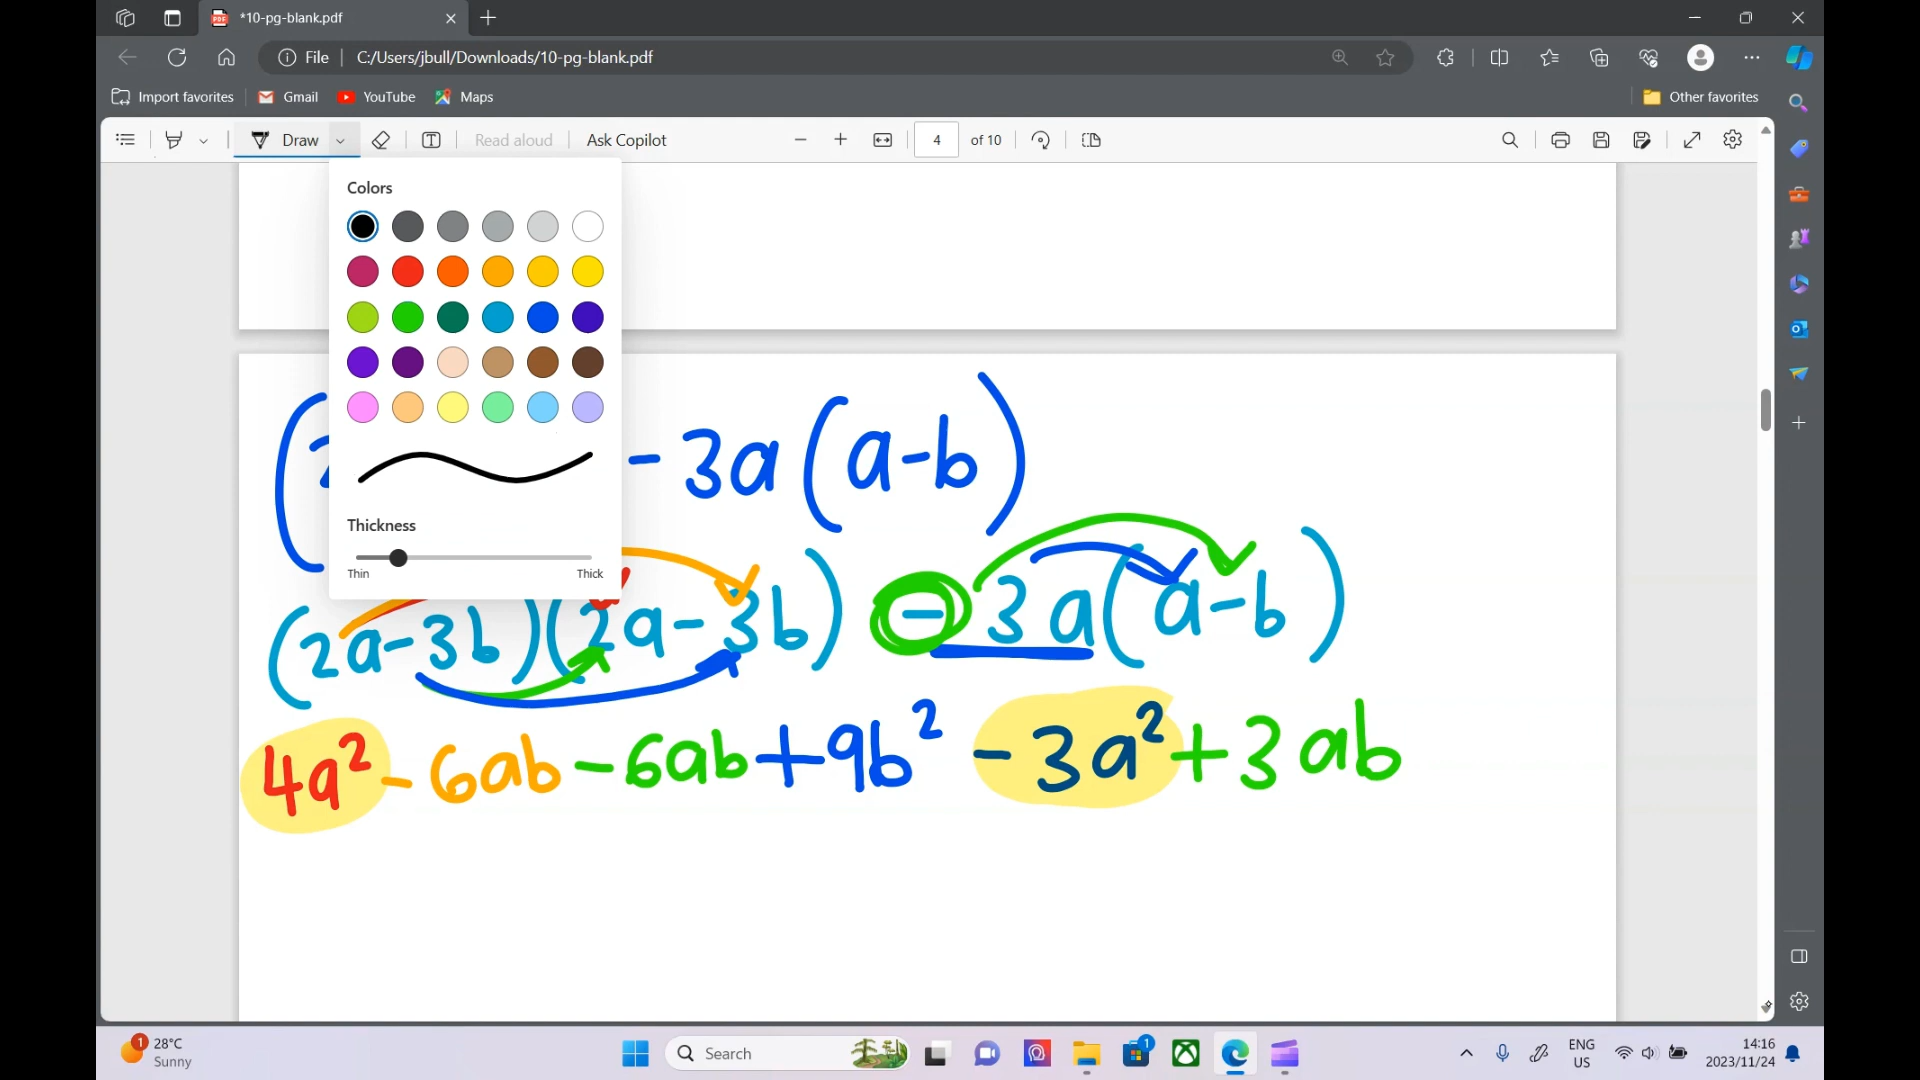 *10-pg-blank.pdf
File | C:/Users/jbull/Downloads/10-pg-blank.pdf
Import favorites Gmail YouTube Maps Other favorites
Draw Read aloud Ask Copilot 4 of 10
Colors
Thickness
Thin Thick
- 3a (a-b)
(2a-3b)(2a-3b) - 3a(a-b)
4a² - 6ab - 6ab + 9b² - 3a² + 3ab
1 28°C
Sunny
Search
1
ENG
US
14:16
2023/11/24